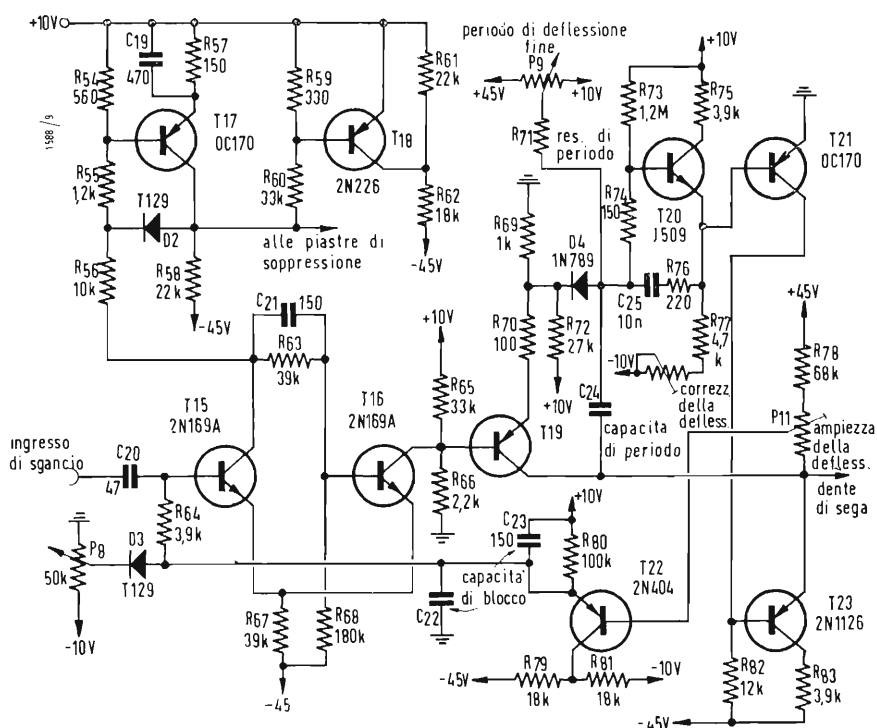 +10V
C19
470
R57
150
R54
560
R59
330
R61
22k
T17
OC170
T18
2N226
1588/9
R55
1,2k
T129
D2
R60
33k
R62
18k
-45V
alle piastre di
soppressione
R56
10k
R58
22k
-45V
periodo di deflessione
fine
P9
+45V
+10V
R71
res. di
periodo
+10V
R73
1,2M
R75
3,9k
T21
OC170
R74
150
T20
J509
R69
1k
D4
1N789
C25
10n
R76
220
R70
100
R72
27k
+10V
C24
capacità
di periodo
R77
4,7
k
-10V
correz.
della
defless.
+45V
R78
68k
P11
ampiezza
della
defless.
dente
di sega
C21
150
R63
39k
+10V
R65
33k
T15
2N169A
T16
2N169A
T19
ingresso
di sgancio
C20
47
R64
3,9k
R66
2,2k
P8
50k
-10V
D3
T129
C23
150
capacità
di blocco
C22
+10V
R80
100k
T22
2N404
T23
2N1126
R67
39k
R68
180k
-45
-45V
R79
18k
R81
18k
-10V
R82
12k
R83
3,9k
-45V